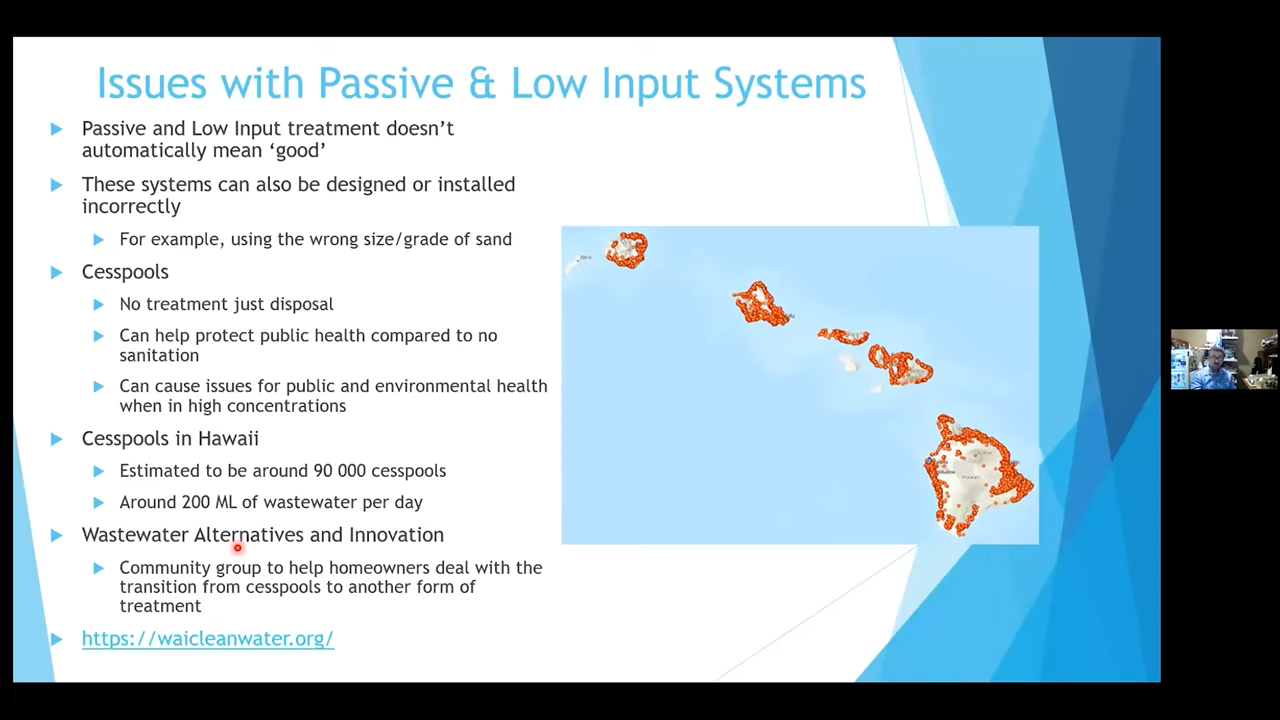 Issues with Passive & Low Input Systems
Passive and Low Input treatment doesn't
automatically mean 'good'
These systems can also be designed or installed
incorrectly
For example, using the wrong size/grade of sand
Cesspools
No treatment just disposal
Can help protect public health compared to no
sanitation
Can cause issues for public and environmental health
when in high concentrations
Cesspools in Hawaii
Estimated to be around 90 000 cesspools
Around 200 ML of wastewater per day
Wastewater Alternatives and Innovation
Community group to help homeowners deal with the
transition from cesspools to another form of
treatment
https://waicleanwater.org/